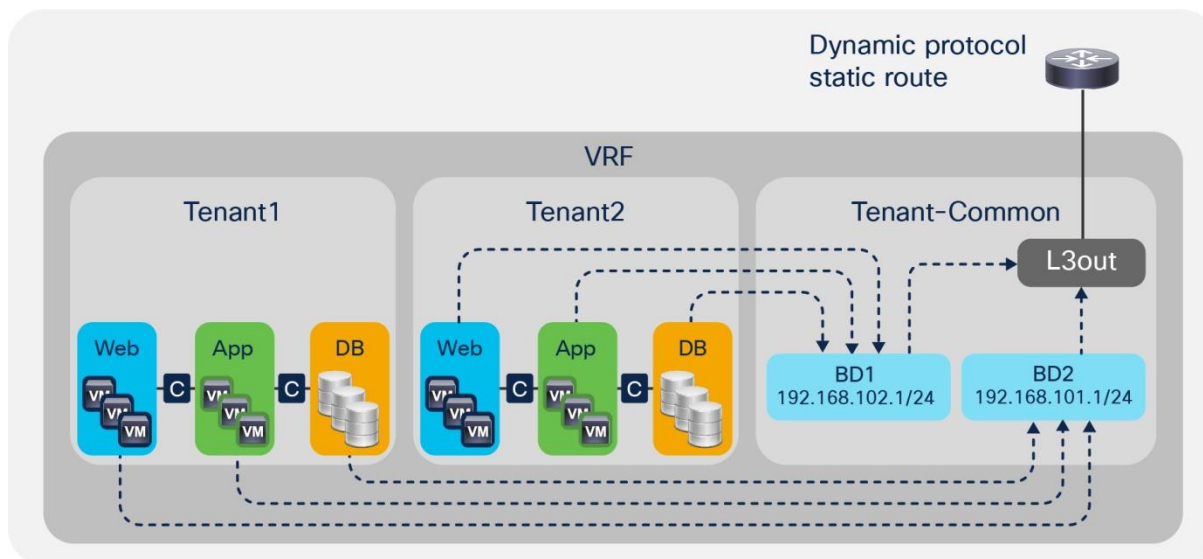 Dynamic protocol
static route
VRF
Tenant1
Tenant2
Tenant-Common
L3out
Web
App
DB
Web
App
DB
C
C
C
C
VM
VM
VM
VM
VM
VM
VM
VM
VM
VM
VM
VM
BD1
192.168.102.1/24
BD2
192.168.101.1/24